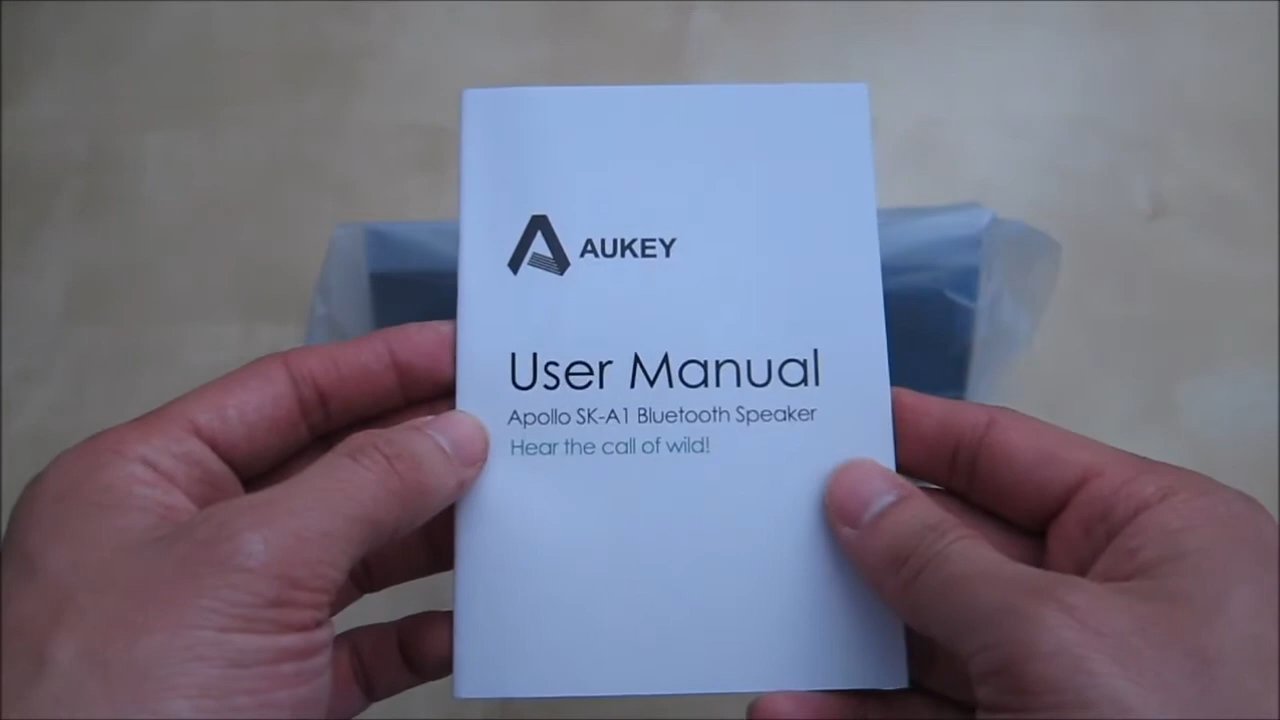 AUKEY
User Manual
Apollo SK-A1 Bluetooth Speaker
Hear the call of wild!